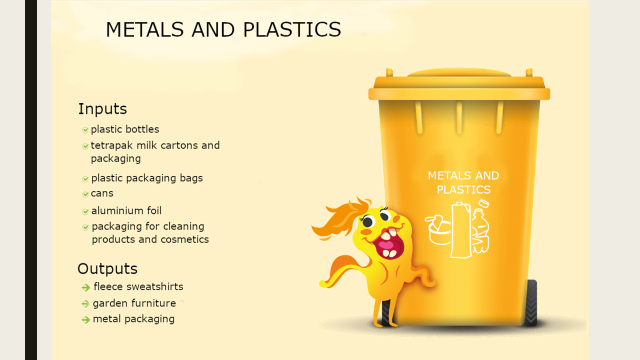 METALS AND PLASTICS
Inputs
plastic bottles
tetrapak milk cartons and
packaging
plastic packaging bags
cans
aluminium foil
packaging for cleaning
products and cosmetics
Outputs
fleece sweatshirts
garden furniture
metal packaging
METALS AND
PLASTICS